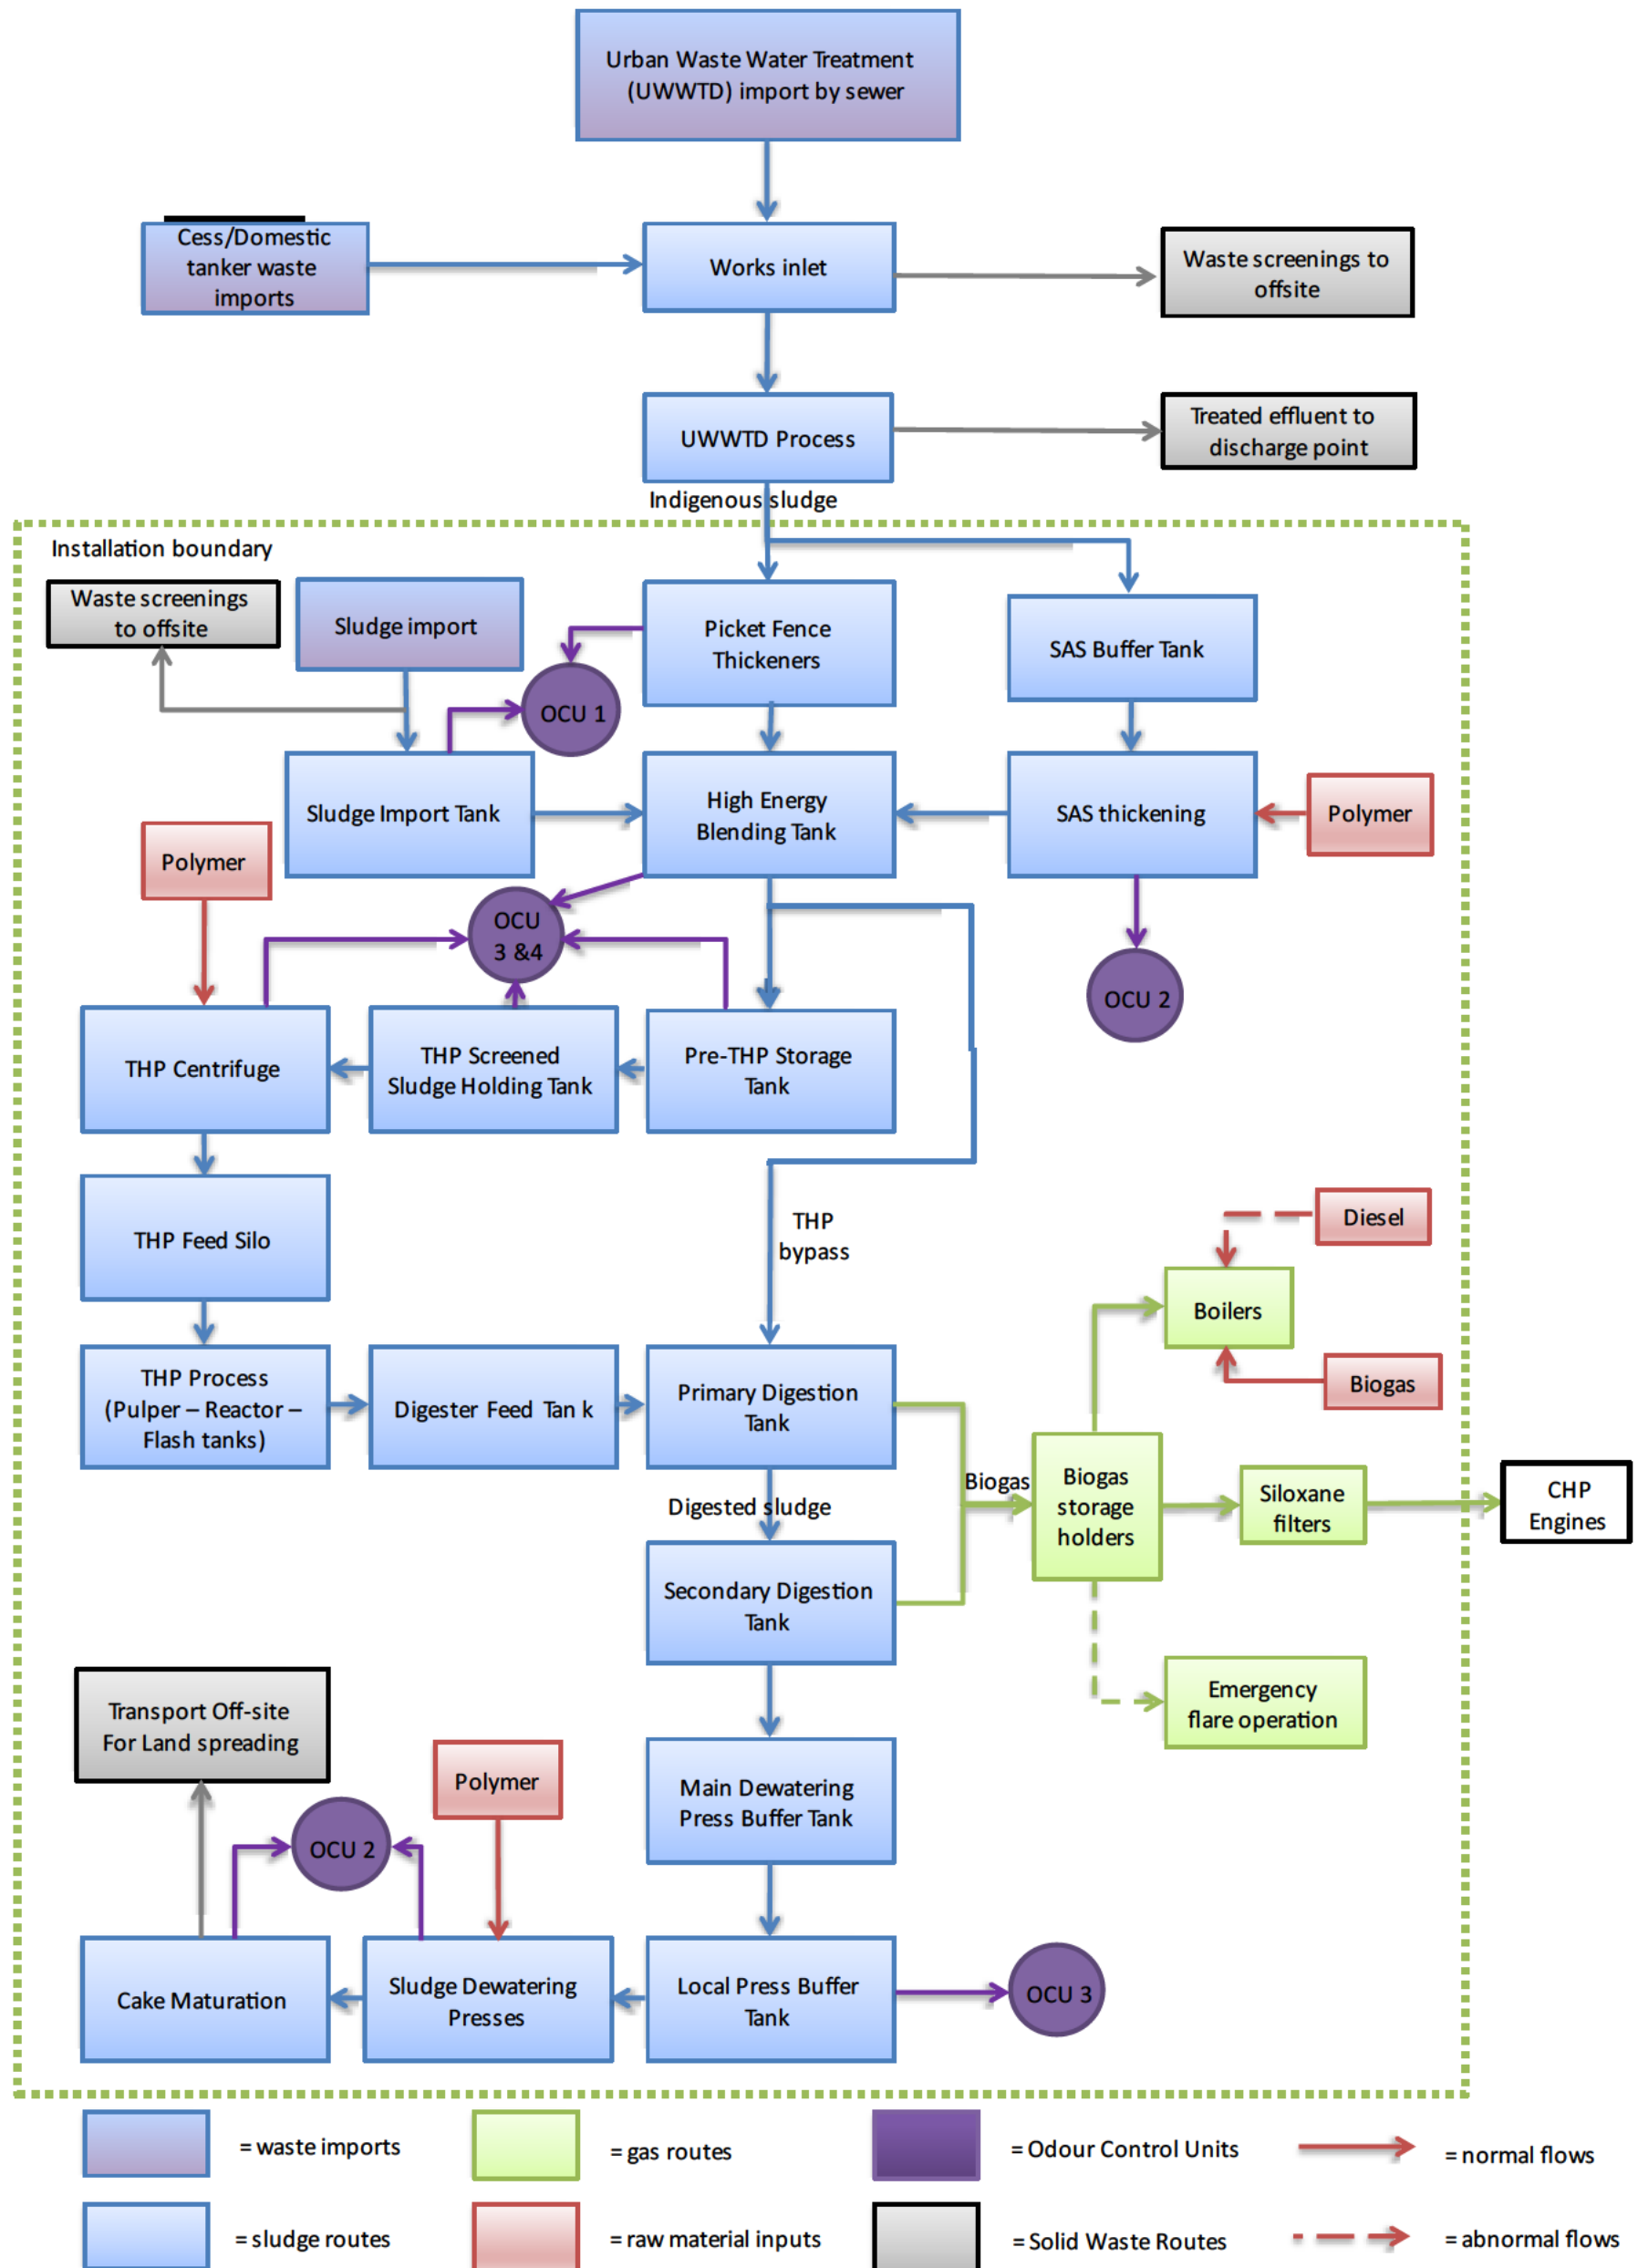 Urban Waste Water Treatment
(UWWTD) import by sewer
Cess/Domestic
tanker waste
imports
Works inlet
Waste screenings to
offsite
UWWTD Process
Treated effluent to
discharge point
Indigenous sludge
Installation boundary
Waste screenings
to offsite
Sludge import
Picket Fence
Thickeners
SAS Buffer Tank
OCU 1
Sludge Import Tank
High Energy
Blending Tank
SAS thickening
Polymer
Polymer
OCU
3 &4
OCU 2
THP Centrifuge
THP Screened
Sludge Holding Tank
Pre-THP Storage
Tank
THP Feed Silo
THP
bypass
Diesel
Boilers
Biogas
THP Process
(Pulper – Reactor –
Flash tanks)
Digester Feed Tan k
Primary Digestion
Tank
Biogas
Biogas
storage
holders
Siloxane
filters
CHP
Engines
Digested sludge
Secondary Digestion
Tank
Emergency
flare operation
Transport Off-site
For Land spreading
Polymer
Main Dewatering
Press Buffer Tank
OCU 2
Cake Maturation
Sludge Dewatering
Presses
Local Press Buffer
Tank
OCU 3
= waste imports
= gas routes
= Odour Control Units
= normal flows
= sludge routes
= raw material inputs
= Solid Waste Routes
= abnormal flows